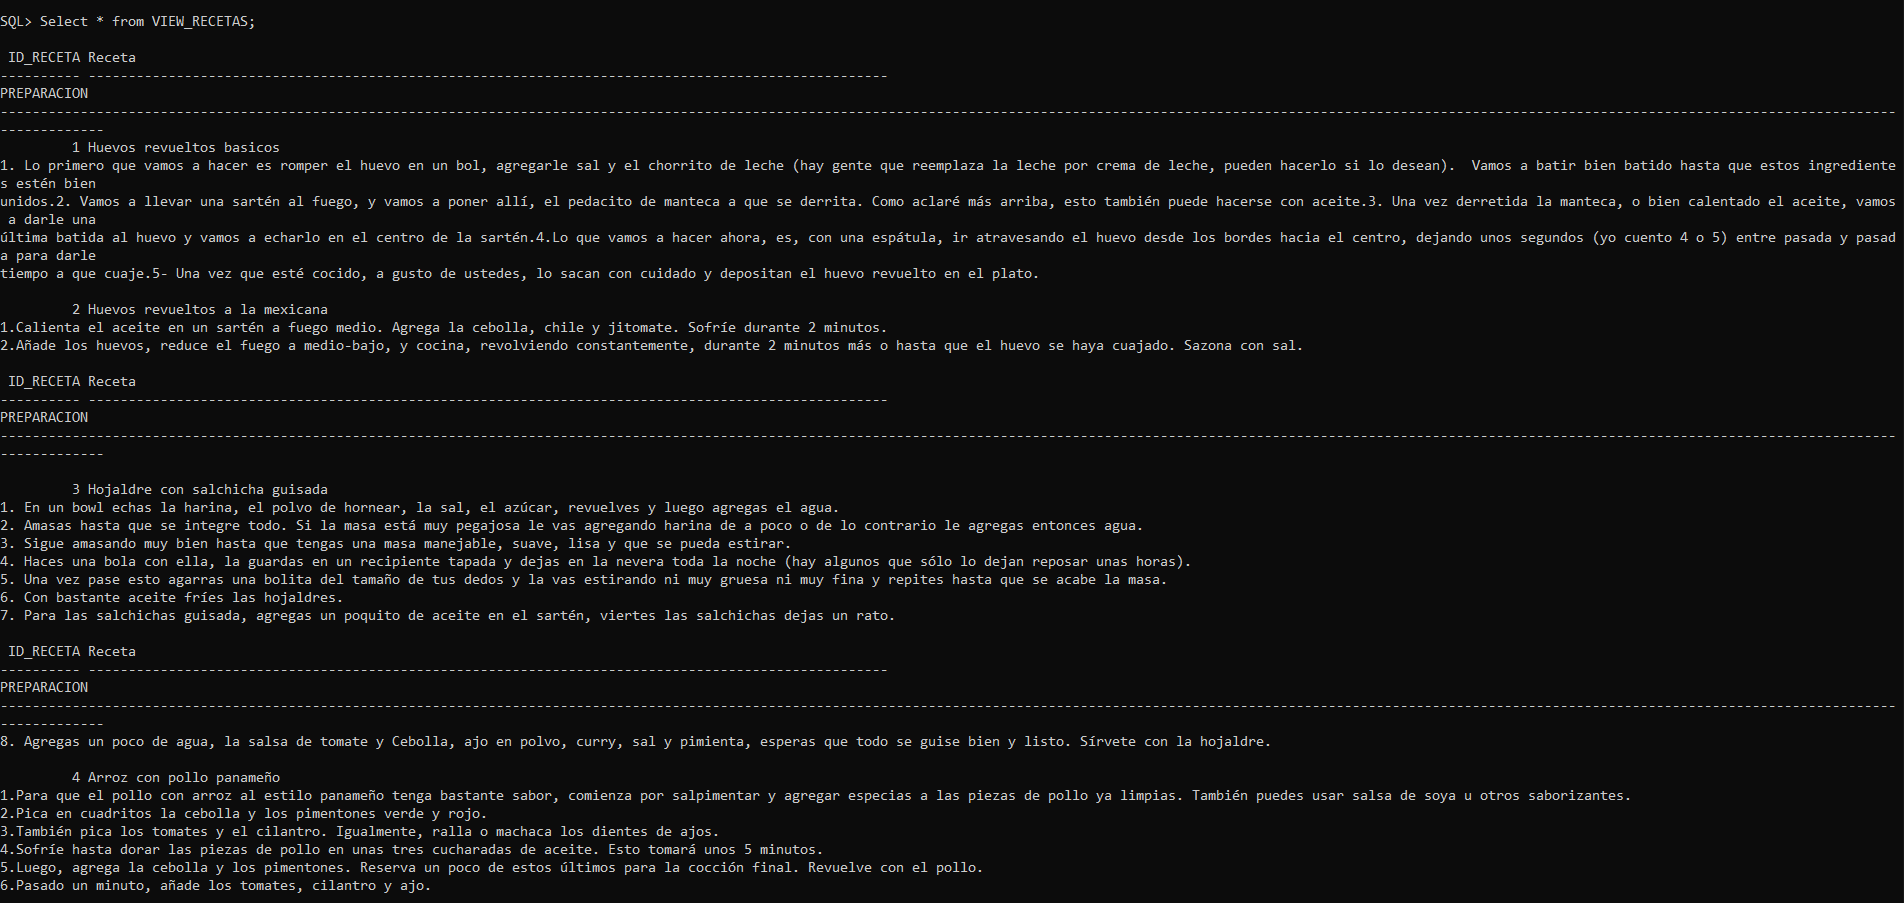 SQL> Select * from VIEW_RECETAS;
 ID_RECETA Receta
---------- ----------------------------------------------------------------------------------------------------
PREPARACION
---------------------------------------------------------------------------------------------------------------------------------------------------------------------------------------------------------------------------------------------
-------------
         1 Huevos revueltos basicos
1. Lo primero que vamos a hacer es romper el huevo en un bol, agregarle sal y el chorrito de leche (hay gente que reemplaza la leche por crema de leche, pueden hacerlo si lo desean).  Vamos a batir bien batido hasta que estos ingrediente
s estén bien
unidos.2. Vamos a llevar una sartén al fuego, y vamos a poner allí, el pedacito de manteca a que se derrita. Como aclaré más arriba, esto también puede hacerse con aceite.3. Una vez derretida la manteca, o bien calentado el aceite, vamos
 a darle una
última batida al huevo y vamos a echarlo en el centro de la sartén.4.Lo que vamos a hacer ahora, es, con una espátula, ir atravesando el huevo desde los bordes hacia el centro, dejando unos segundos (yo cuento 4 o 5) entre pasada y pasad
a para darle
tiempo a que cuaje.5- Una vez que esté cocido, a gusto de ustedes, lo sacan con cuidado y depositan el huevo revuelto en el plato.
         2 Huevos revueltos a la mexicana
1.Calienta el aceite en un sartén a fuego medio. Agrega la cebolla, chile y jitomate. Sofríe durante 2 minutos.
2.Añade los huevos, reduce el fuego a medio-bajo, y cocina, revolviendo constantemente, durante 2 minutos más o hasta que el huevo se haya cuajado. Sazona con sal.
 ID_RECETA Receta
---------- ----------------------------------------------------------------------------------------------------
PREPARACION
---------------------------------------------------------------------------------------------------------------------------------------------------------------------------------------------------------------------------------------------
-------------
         3 Hojaldre con salchicha guisada
1. En un bowl echas la harina, el polvo de hornear, la sal, el azúcar, revuelves y luego agregas el agua.
2. Amasas hasta que se integre todo. Si la masa está muy pegajosa le vas agregando harina de a poco o de lo contrario le agregas entonces agua.
3. Sigue amasando muy bien hasta que tengas una masa manejable, suave, lisa y que se pueda estirar.
4. Haces una bola con ella, la guardas en un recipiente tapada y dejas en la nevera toda la noche (hay algunos que sólo lo dejan reposar unas horas).
5. Una vez pase esto agarras una bolita del tamaño de tus dedos y la vas estirando ni muy gruesa ni muy fina y repites hasta que se acabe la masa.
6. Con bastante aceite fríes las hojaldres.
7. Para las salchichas guisada, agregas un poquito de aceite en el sartén, viertes las salchichas dejas un rato.
 ID_RECETA Receta
---------- ----------------------------------------------------------------------------------------------------
PREPARACION
---------------------------------------------------------------------------------------------------------------------------------------------------------------------------------------------------------------------------------------------
-------------
8. Agregas un poco de agua, la salsa de tomate y Cebolla, ajo en polvo, curry, sal y pimienta, esperas que todo se guise bien y listo. Sírvete con la hojaldre.
         4 Arroz con pollo panameño
1.Para que el pollo con arroz al estilo panameño tenga bastante sabor, comienza por salpimentar y agregar especias a las piezas de pollo ya limpias. También puedes usar salsa de soya u otros saborizantes.
2.Pica en cuadritos la cebolla y los pimentones verde y rojo.
3.También pica los tomates y el cilantro. Igualmente, ralla o machaca los dientes de ajos.
4.Sofríe hasta dorar las piezas de pollo en unas tres cucharadas de aceite. Esto tomará unos 5 minutos.
5.Luego, agrega la cebolla y los pimentones. Reserva un poco de estos últimos para la cocción final. Revuelve con el pollo.
6.Pasado un minuto, añade los tomates, cilantro y ajo.